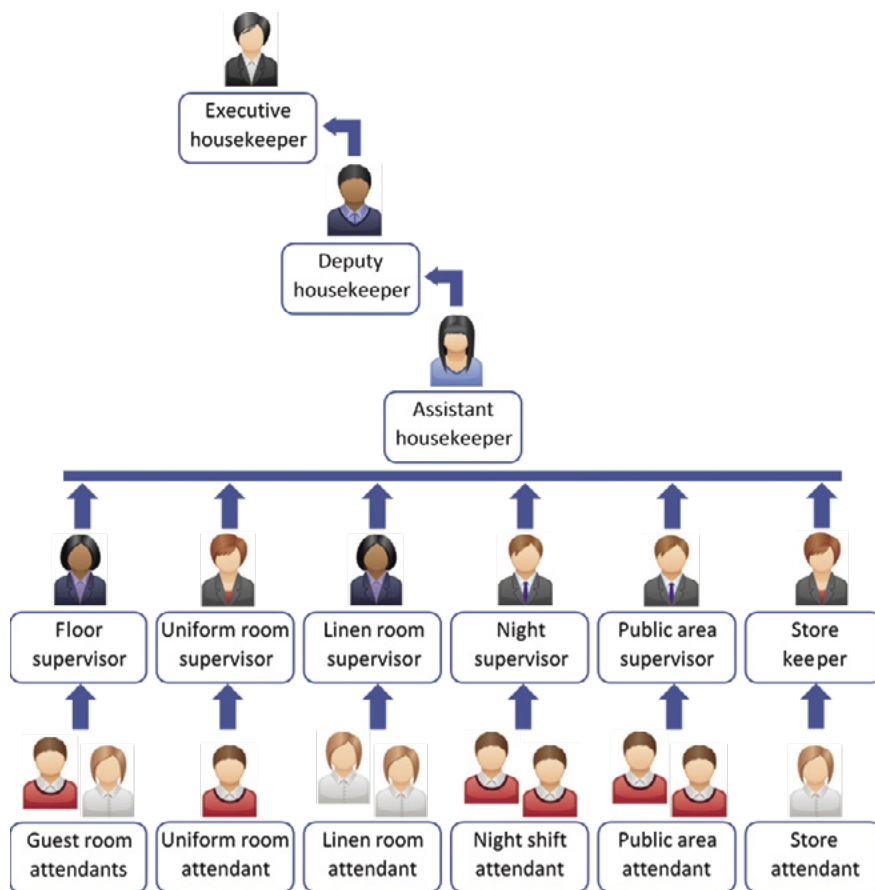 Executive
housekeeper
Deputy
housekeeper
Assistant
housekeeper
Floor
supervisor
Uniform room
supervisor
Linen room
supervisor
Night
supervisor
Public area
supervisor
Store
keeper
Guest room
attendants
Uniform room
attendant
Linen room
attendant
Night shift
attendant
Public area
attendant
Store
attendant